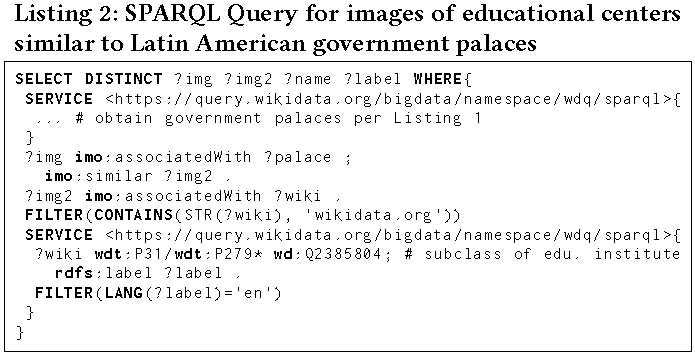 Listing 2: SPARQL Query for images of educational centers
similar to Latin American government palaces
SELECT DISTINCT ?img ?img2 ?name ?label WHERE{
SERVICE <https://query.wikidata.org/bigdata/namespace/wdq/sparql>{
... # obtain government palaces per Listing 1
}
?img imo:associatedWith ?palace ;
imo:similar ?img2 .
?img2 imo:associatedWith ?wiki .
FILTER(CONTAINS(STR(?wiki), 'wikidata.org'))
SERVICE <https://query.wikidata.org/bigdata/namespace/wdq/sparql>{
?wiki wdt:P31/wdt:P279* wd:Q2385804; # subclass of edu. institute
rdfs:label ?label .
FILTER(LANG(?label)='en')
}
}